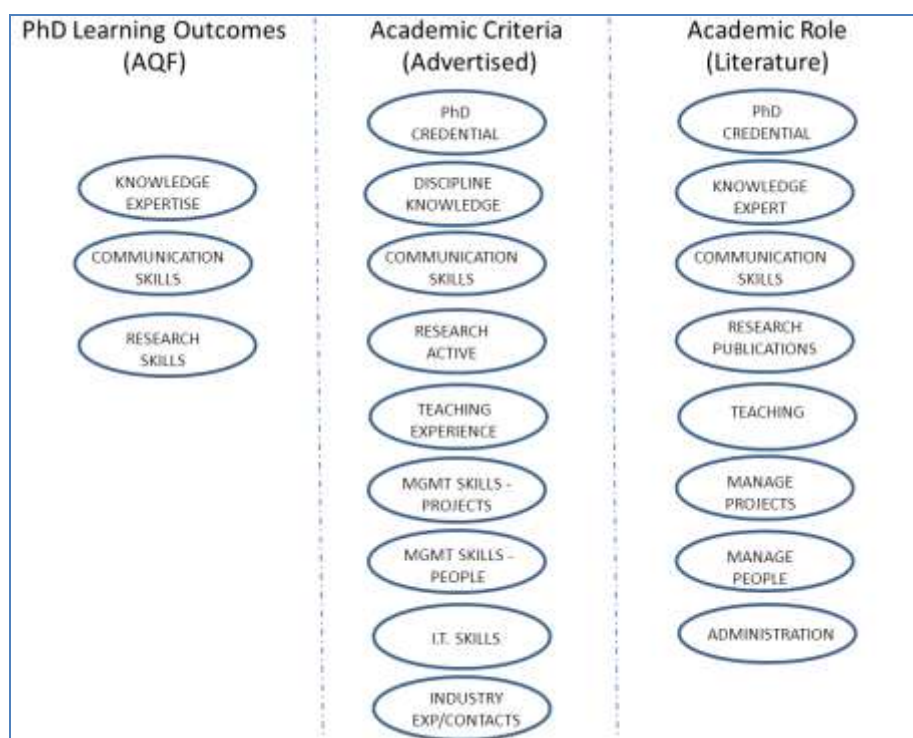 PhD Learning Outcomes
(AQF)
KNOWLEDGE
EXPERTISE
COMMUNICATION
SKILLS
RESEARCH
SKILLS
Academic Criteria
(Advertised)
PhD
CREDENTIAL
DISCIPLINE
KNOWLEDGE
COMMUNICATION
SKILLS
RESEARCH
ACTIVE
TEACHING
EXPERIENCE
MGMT SKILLS -
PROJECTS
MGMT SKILLS -
PEOPLE
I.T. SKILLS
INDUSTRY
EXP/CONTACTS
Academic Role
(Literature)
PhD
CREDENTIAL
KNOWLEDGE
EXPERT
COMMUNICATION
SKILLS
RESEARCH
PUBLICATIONS
TEACHING
MANAGE
PROJECTS
MANAGE
PEOPLE
ADMINISTRATION